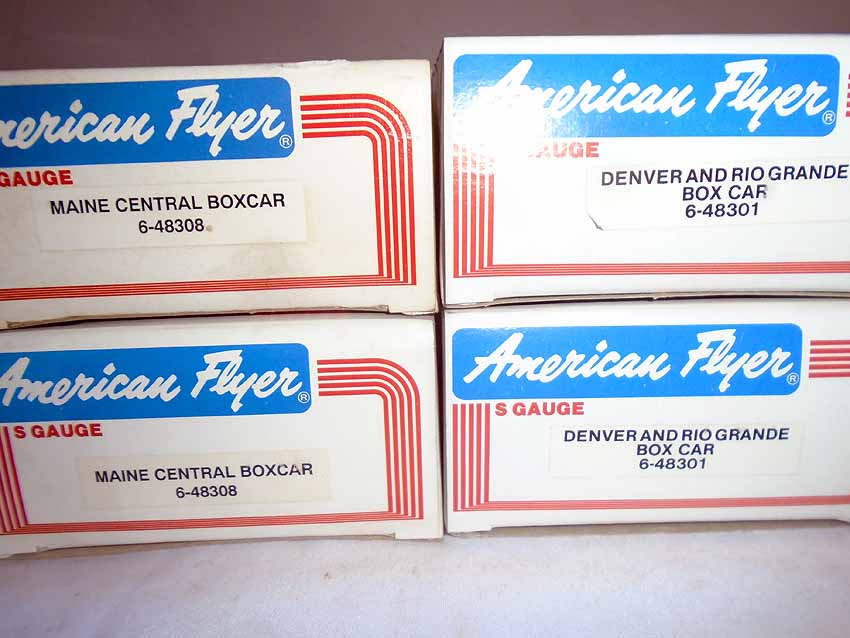 American Flyer®
GAUGE
MAINE CENTRAL BOXCAR
6-48308
American Flyer®
GAUGE
DENVER AND RIO GRANDE
BOX CAR
6-48301
American Flyer®
S GAUGE
MAINE CENTRAL BOXCAR
6-48308
American Flyer®
S GAUGE
DENVER AND RIO GRANDE
BOX CAR
6-48301